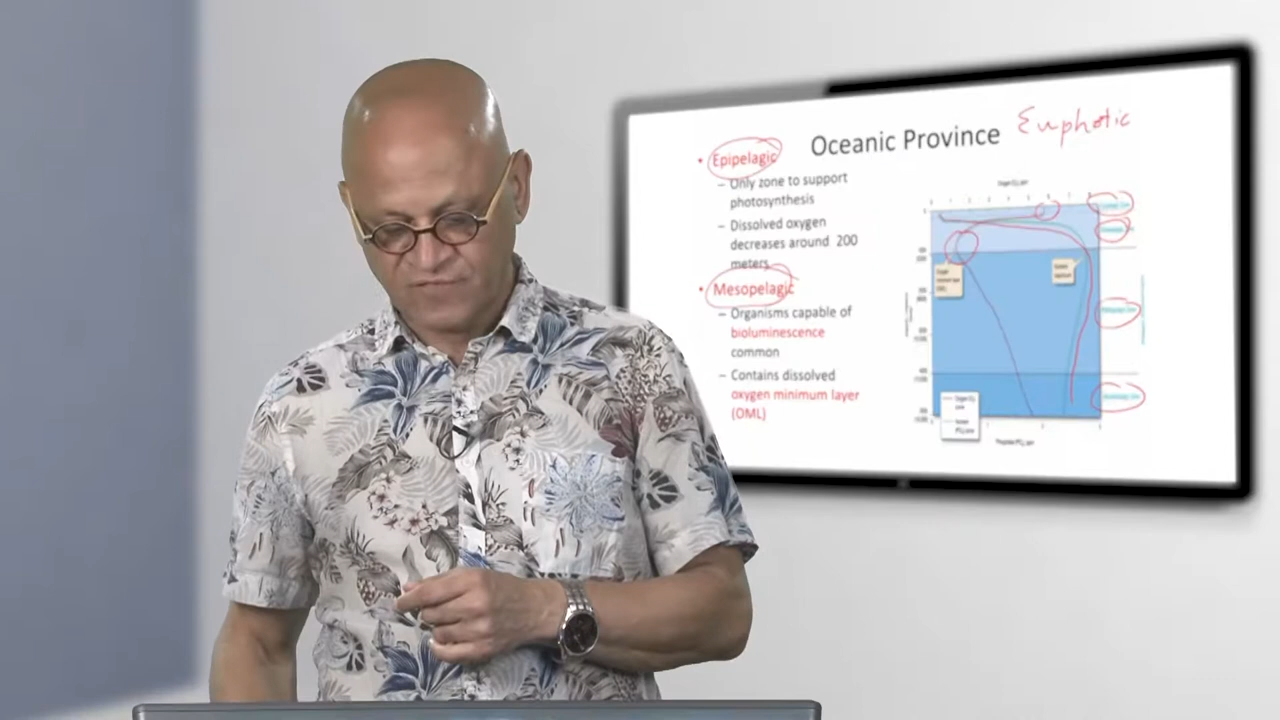 Oceanic Province
Euphotic
• Epipelagic
– Only zone to support
photosynthesis
– Dissolved oxygen
decreases around 200
meters
• Mesopelagic
– Organisms capable of
bioluminescence
common
– Contains dissolved
oxygen minimum layer
(OML)